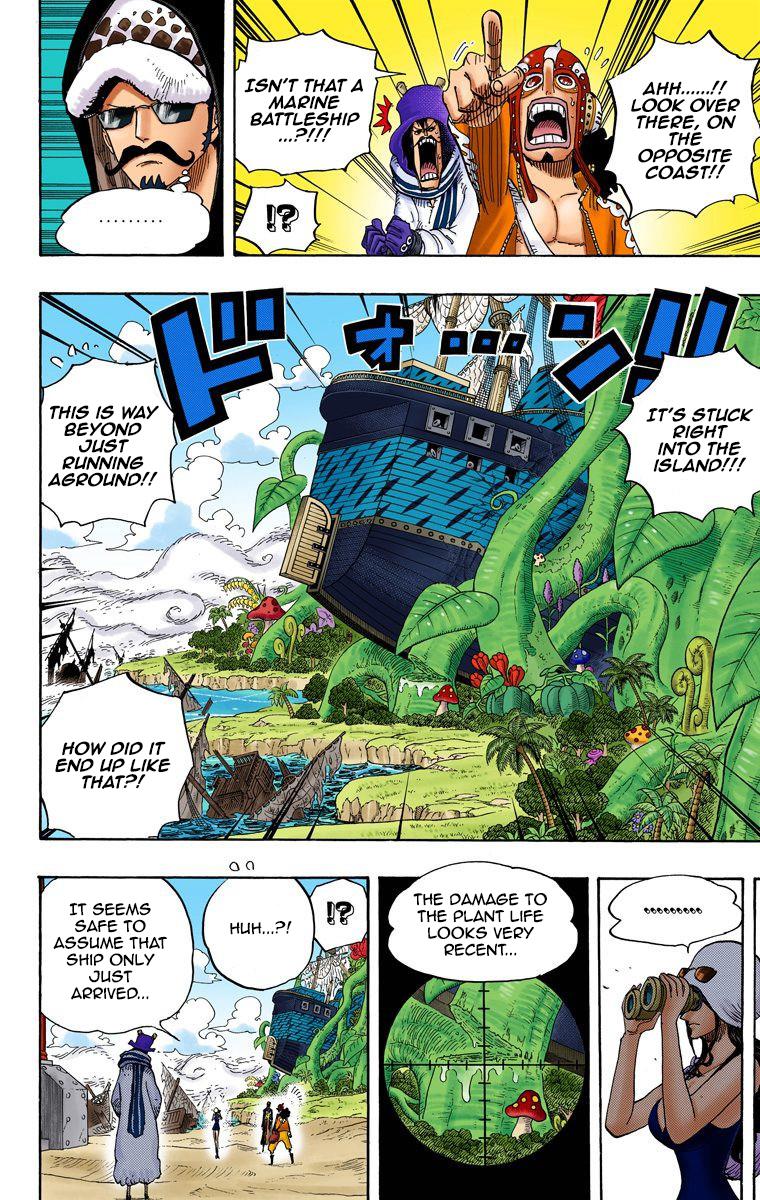 AHH......!!
LOOK OVER
THERE, ON
THE
OPPOSITE
COAST!!
ISN'T THAT A
MARINE
BATTLESHIP
...?!!!
!?
.........
ドォ...ン!!
IT'S STUCK
RIGHT
INTO THE
ISLAND!!!
THIS IS WAY
BEYOND
JUST
RUNNING
AGROUND!!
HOW DID IT
END UP LIKE
THAT?!
..........
THE DAMAGE TO
THE PLANT LIFE
LOOKS VERY
RECENT...
!?
HUH...?!
IT SEEMS
SAFE TO
ASSUME THAT
SHIP ONLY
JUST
ARRIVED...